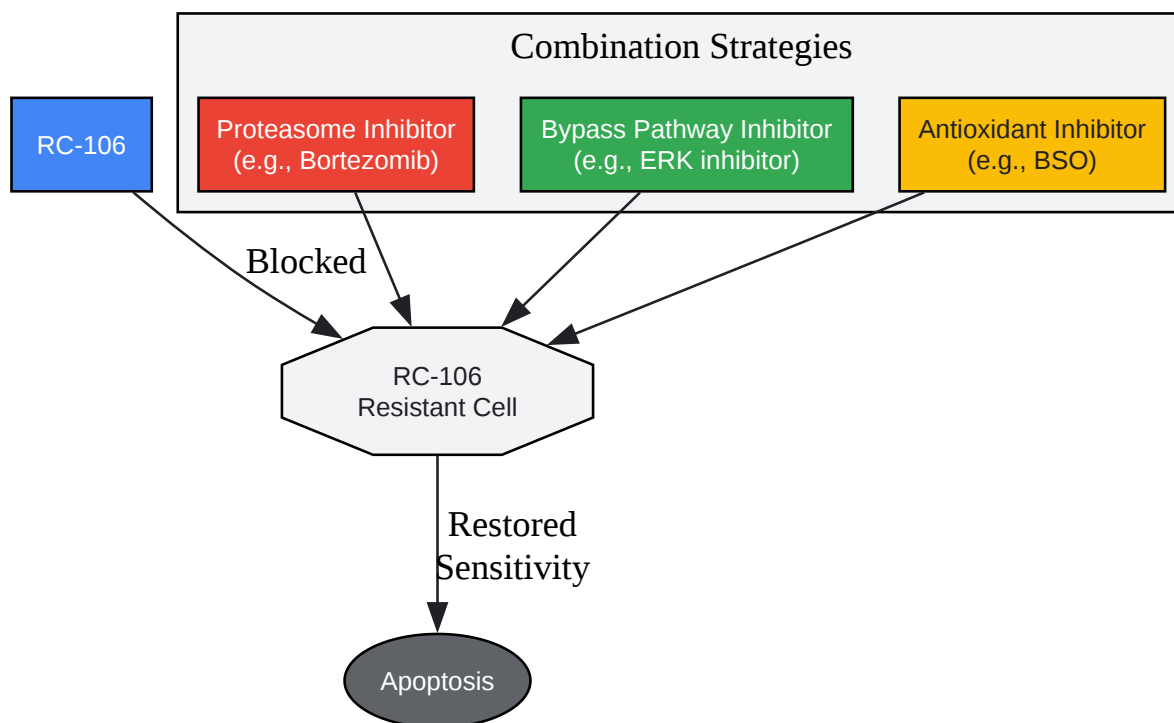 Combination Strategies
RC-106
Proteasome Inhibitor
(e.g., Bortezomib)
Bypass Pathway Inhibitor
(e.g., ERK inhibitor)
Antioxidant Inhibitor
(e.g., BSO)
Blocked
RC-106
Resistant Cell
Restored
Sensitivity
Apoptosis